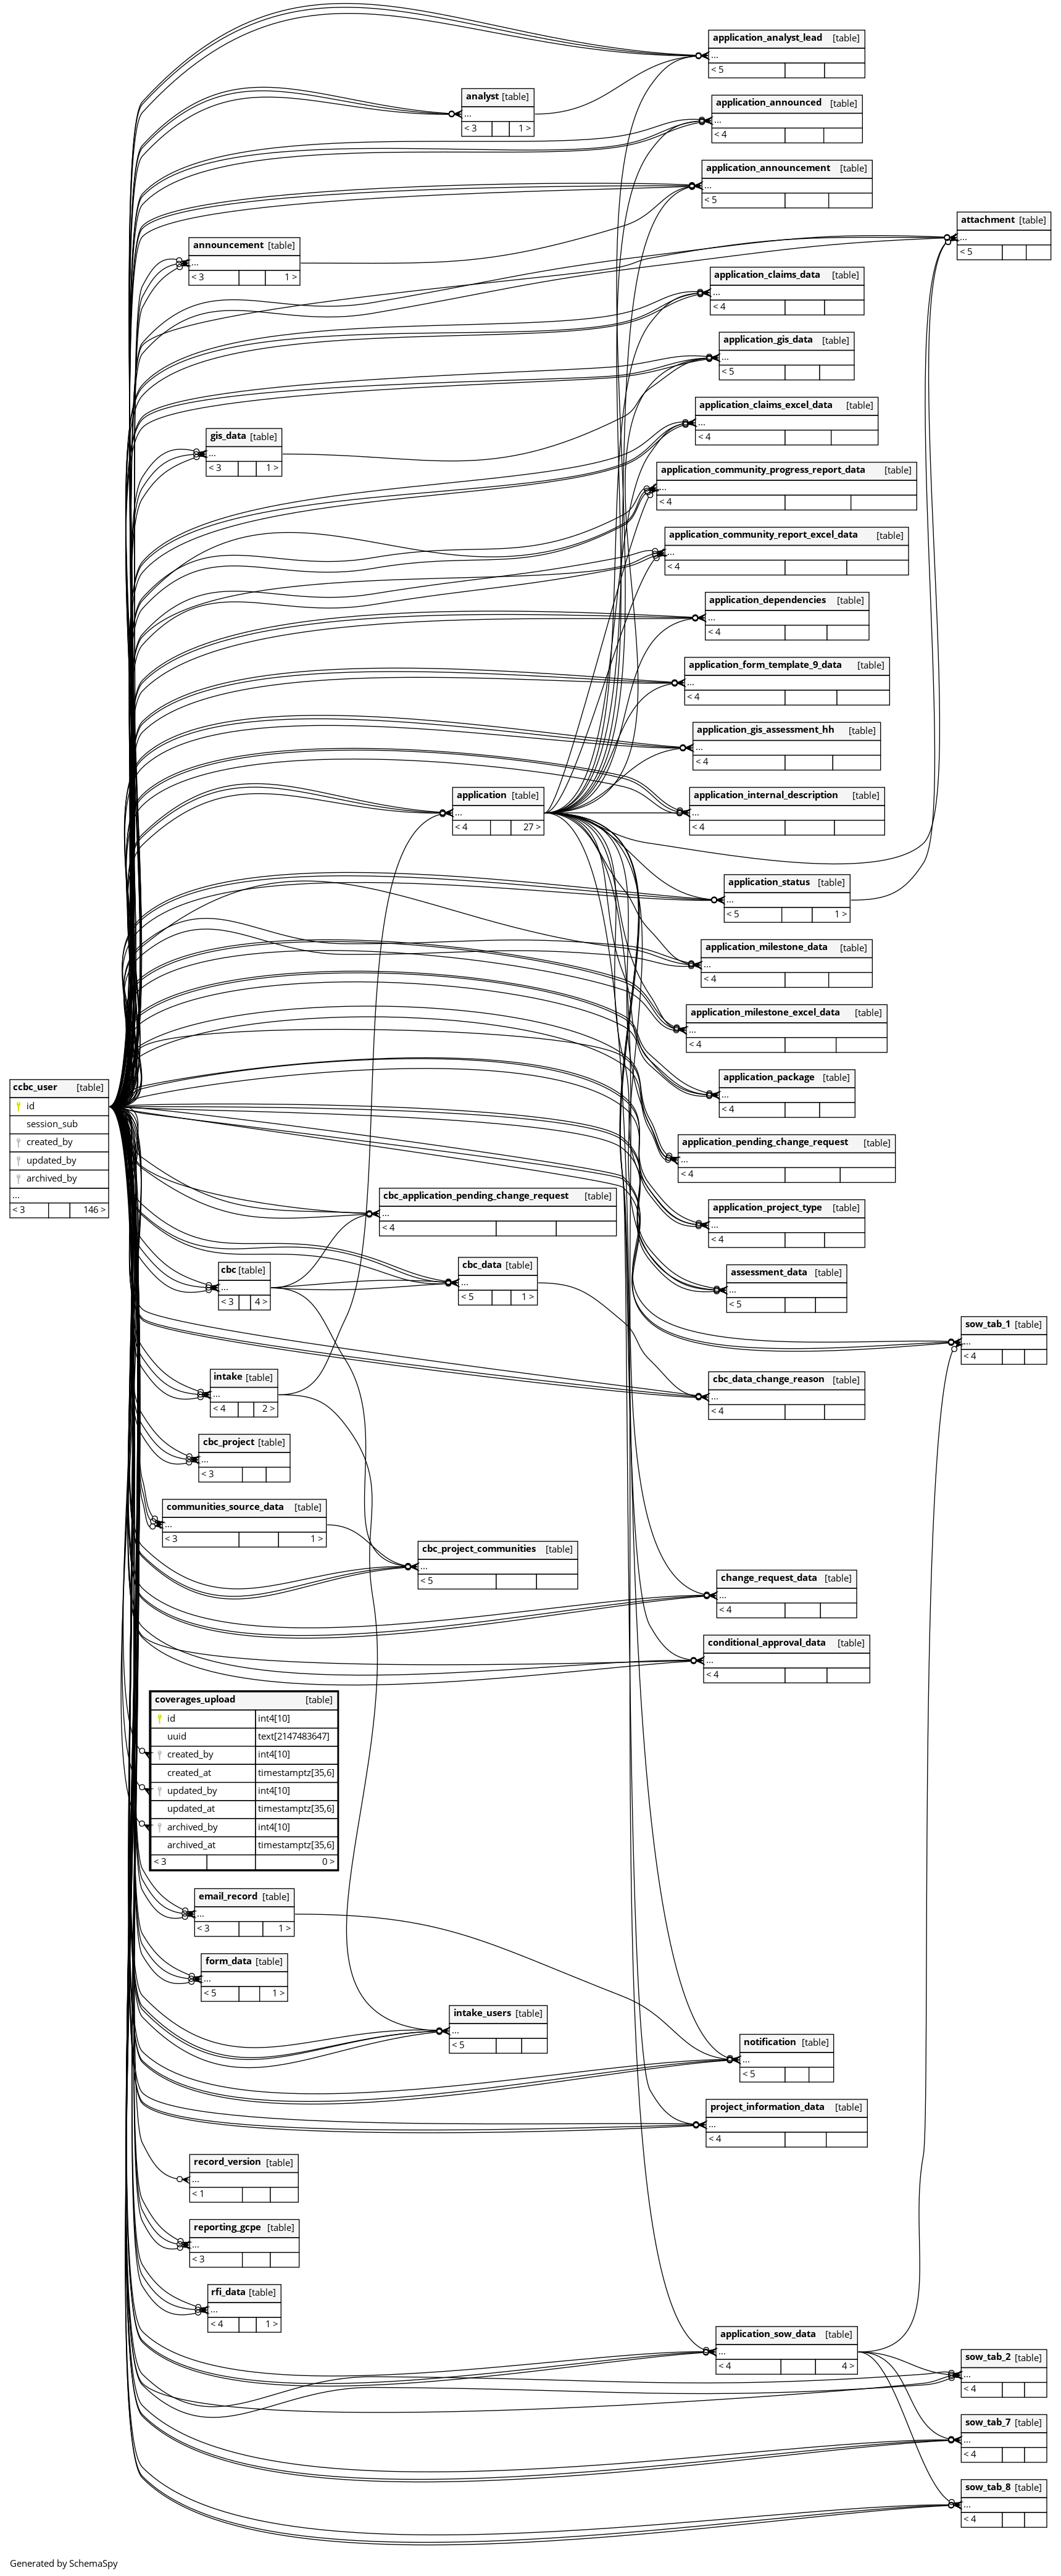 application_analyst_lead [table]
...
< 5
analyst [table]
...
< 3 1 >
application_announced [table]
...
< 4
application_announcement [table]
...
< 5
attachment [table]
...
< 5
announcement [table]
...
< 3 1 >
application_claims_data [table]
...
< 4
application_gis_data [table]
...
< 5
application_claims_excel_data [table]
...
< 4
gis_data [table]
...
< 3 1 >
application_community_progress_report_data [table]
...
< 4
application_community_report_excel_data [table]
...
< 4
application_dependencies [table]
...
< 4
application_form_template_9_data [table]
...
< 4
application_gis_assessment_hh [table]
...
< 4
application [table]
...
< 4 27 >
application_internal_description [table]
...
< 4
application_status [table]
...
< 5 1 >
application_milestone_data [table]
...
< 4
application_milestone_excel_data [table]
...
< 4
application_package [table]
...
< 4
ccbc_user [table]
id
session_sub
created_by
updated_by
archived_by
...
< 3 146 >
application_pending_change_request [table]
...
< 4
cbc_application_pending_change_request [table]
...
< 4
application_project_type [table]
...
< 4
cbc [table]
...
< 3 4 >
cbc_data [table]
...
< 5 1 >
assessment_data [table]
...
< 5
sow_tab_1 [table]
...
< 4
intake [table]
...
< 4 2 >
cbc_data_change_reason [table]
...
< 4
cbc_project [table]
...
< 3
communities_source_data [table]
...
< 3 1 >
cbc_project_communities [table]
...
< 5
change_request_data [table]
...
< 4
conditional_approval_data [table]
...
< 4
coverages_upload [table]
id int4[10]
uuid text[2147483647]
created_by int4[10]
created_at timestamptz[35,6]
updated_by int4[10]
updated_at timestamptz[35,6]
archived_by int4[10]
archived_at timestamptz[35,6]
< 3 0 >
email_record [table]
...
< 3 1 >
form_data [table]
...
< 5 1 >
intake_users [table]
...
< 5
notification [table]
...
< 5
project_information_data [table]
...
< 4
record_version [table]
...
< 1
reporting_gcpe [table]
...
< 3
rfi_data [table]
...
< 4 1 >
application_sow_data [table]
...
< 4 4 >
sow_tab_2 [table]
...
< 4
sow_tab_7 [table]
...
< 4
sow_tab_8 [table]
...
< 4
Generated by SchemaSpy